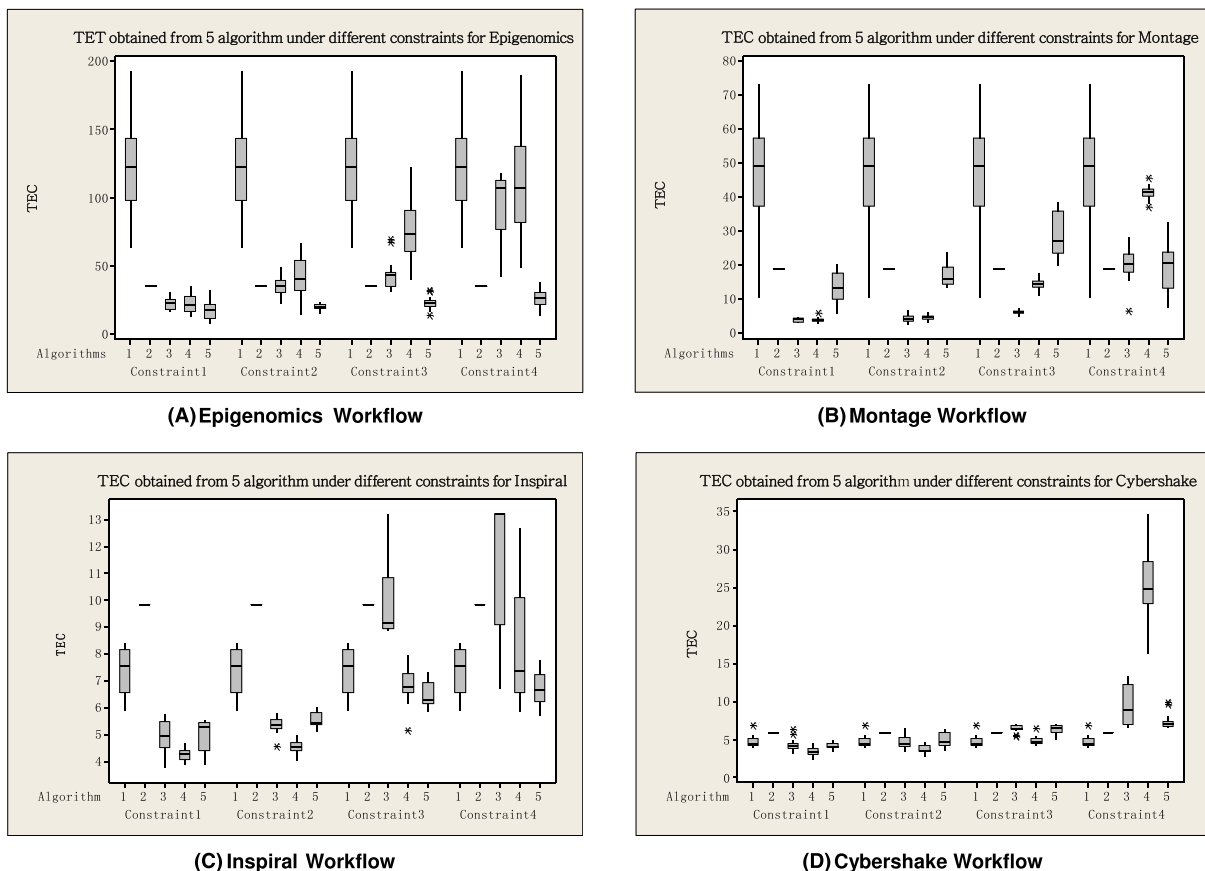 TET obtained from 5 algorithm under different constraints for Epigenomics
200
150
100
50
0
TEC
Algorithms 1 2 3 4 5 1 2 3 4 5 1 2 3 4 5 1 2 3 4 5
Constraint1 Constraint2 Constraint3 Constraint4
(A) Epigenomics Workflow
TEC obtained from 5 algorithm under different constraints for Montage
80
70
60
50
40
30
20
10
0
TEC
Algorithms 1 2 3 4 5 1 2 3 4 5 1 2 3 4 5 1 2 3 4 5
Constraint1 Constraint2 Constraint3 Constraint4
(B) Montage Workflow
TEC obtained from 5 algorithm under different constraints for Inspiral
13
12
11
10
9
8
7
6
5
4
TEC
Algorithm 1 2 3 4 5 1 2 3 4 5 1 2 3 4 5 1 2 3 4 5
Constraint1 Constraint2 Constraint3 Constraint4
(C) Inspiral Workflow
TEC obtained from 5 algorithm under different constraints for Cybershake
35
30
25
20
15
10
5
0
TEC
Algorithm 1 2 3 4 5 1 2 3 4 5 1 2 3 4 5 1 2 3 4 5
Constraint1 Constraint2 Constraint3 Constraint4
(D) Cybershake Workflow